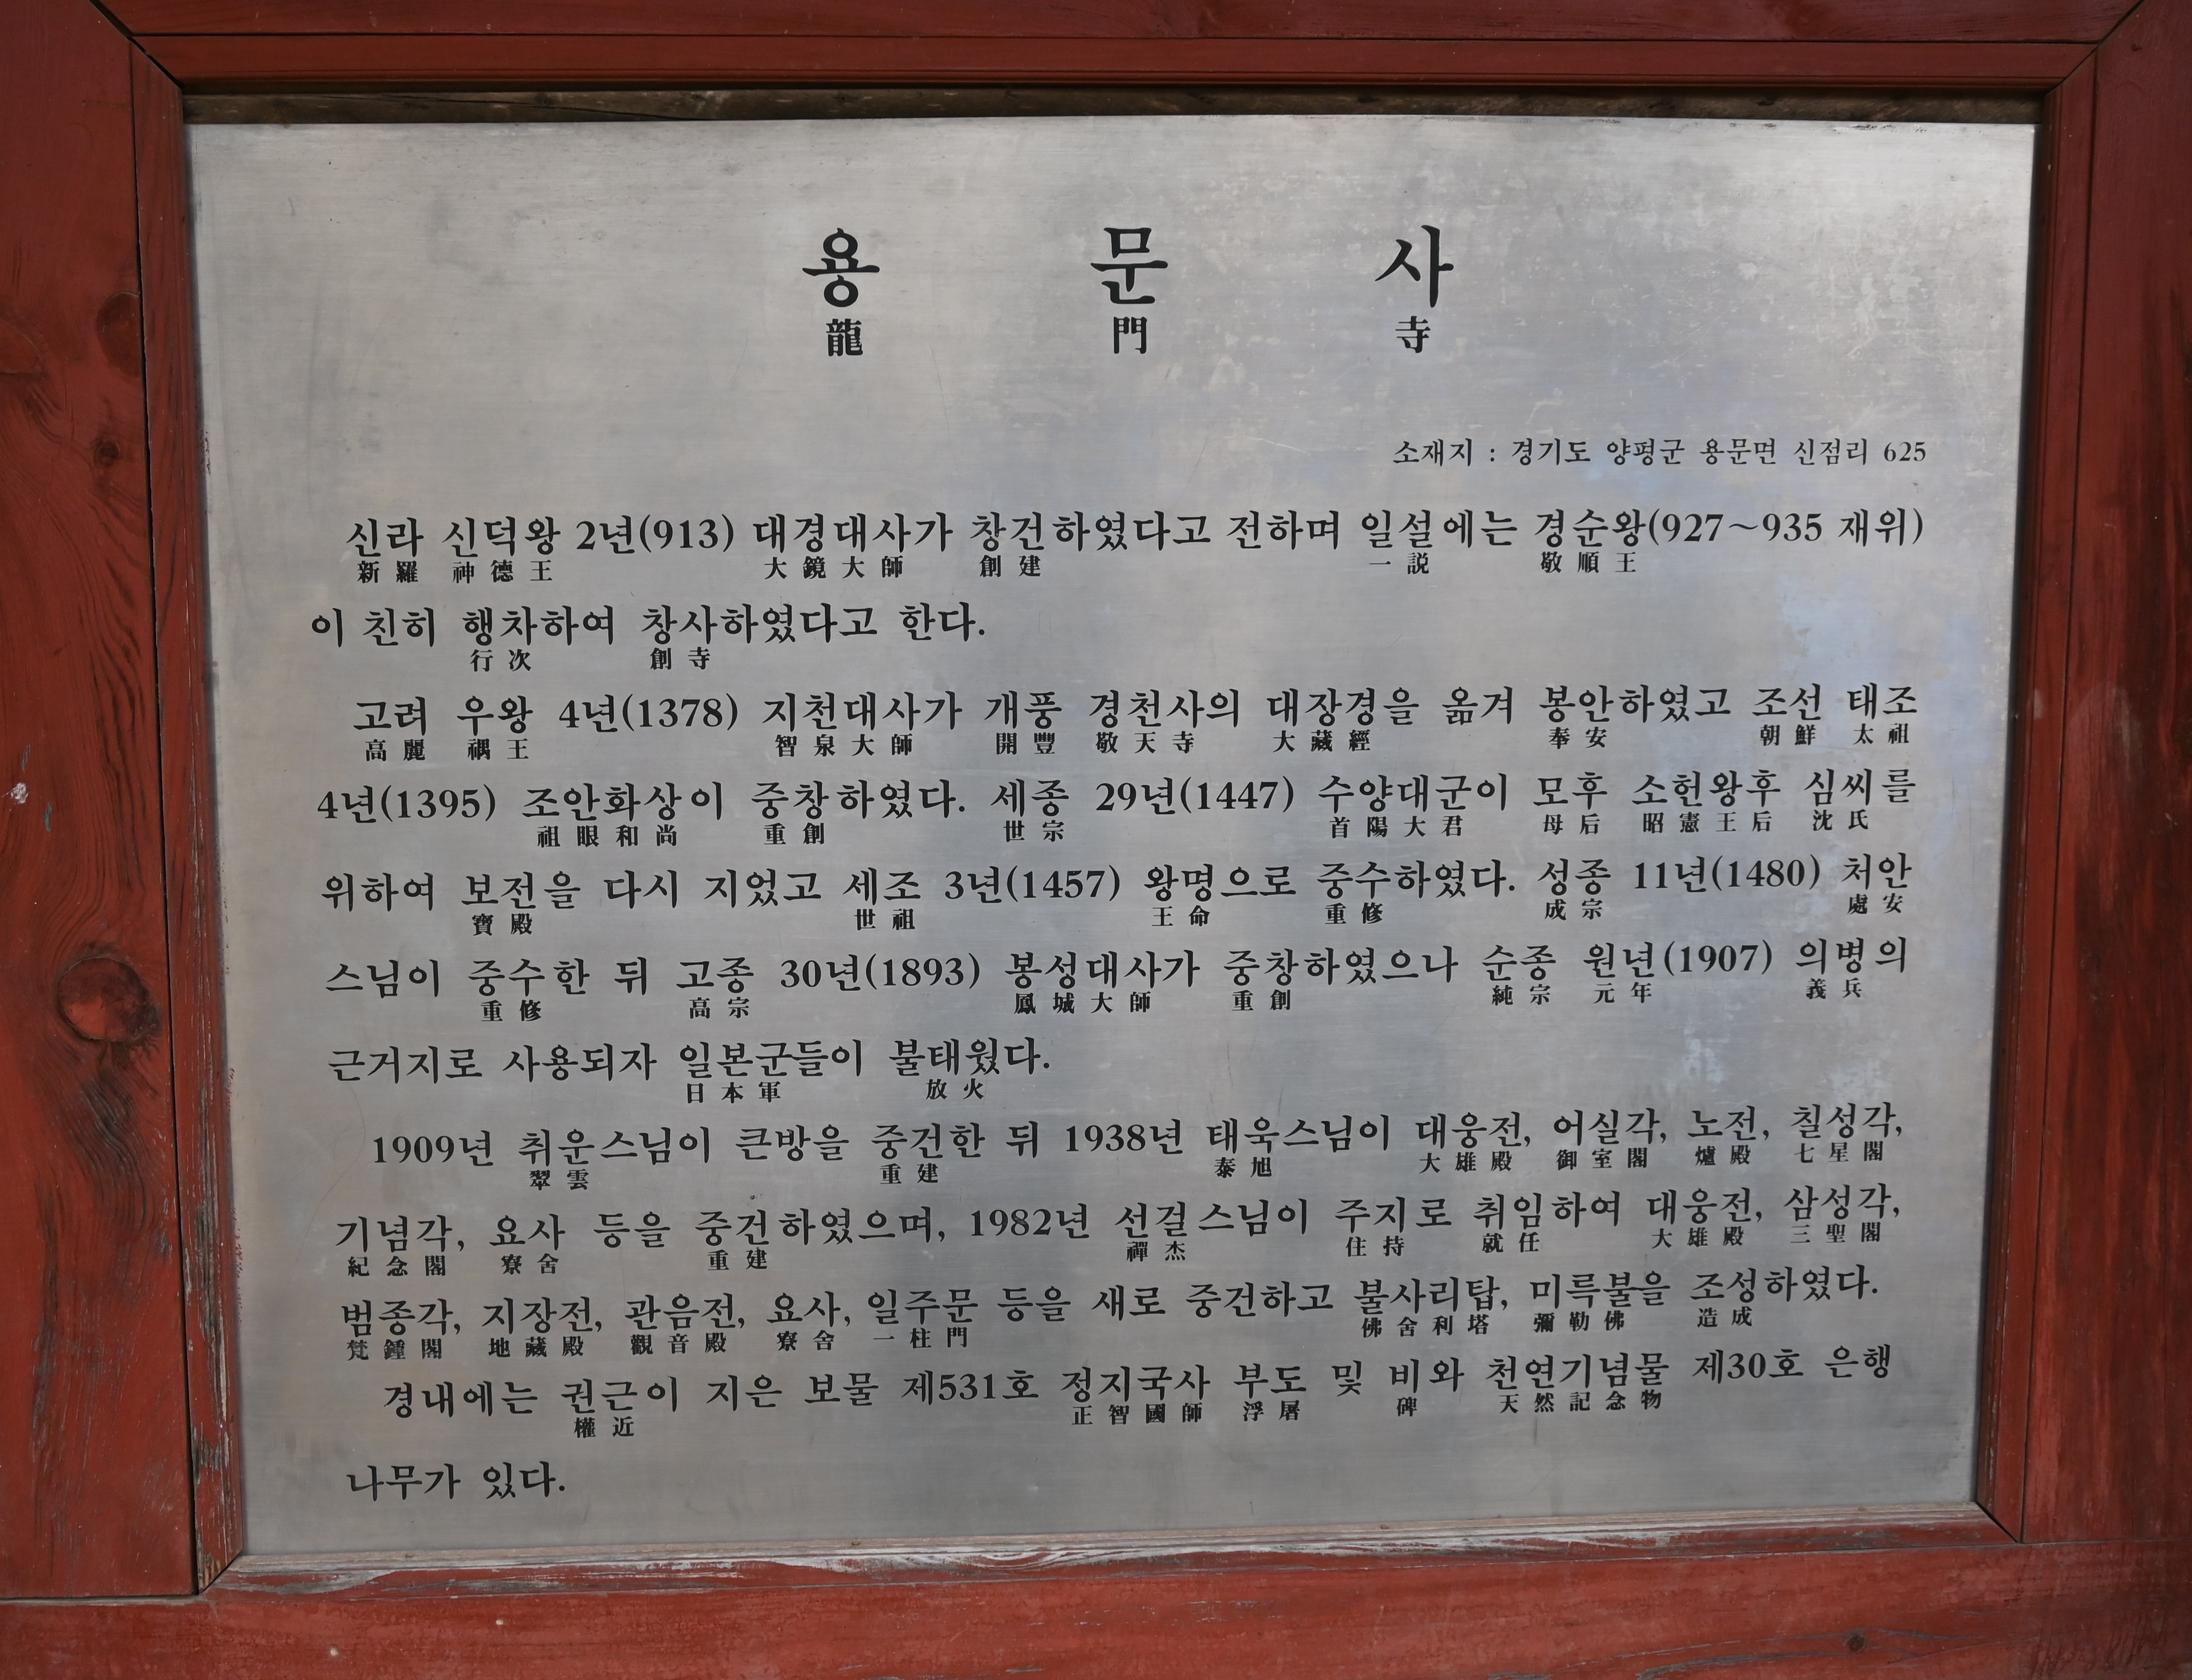 용 문 사
龍 門 寺
소재지 : 경기도 양평군 용문면 신점리 625
신라 신덕왕 2년(913) 대경대사가 창건하였다고 전하며 일설에는 경순왕(927~935 재위)
新羅 神德王 大鏡大師 創建 一説 敬順王
이 친히 행차하여 창사하였다고 한다.
行次 創寺
고려 우왕 4년(1378) 지천대사가 개풍 경천사의 대장경을 옮겨 봉안하였고 조선 태조
高麗 禑王 智泉大師 開豐 敬天寺 大藏經 奉安 朝鮮 太祖
4년(1395) 조안화상이 중창하였다. 세종 29년(1447) 수양대군이 모후 소헌왕후 심씨를
祖眼和尚 重創 世宗 首陽大君 母后 昭憲王后 沈氏
위하여 보전을 다시 지었고 세조 3년(1457) 왕명으로 중수하였다. 성종 11년(1480) 처안
寶殿 世祖 王命 重修 成宗 處安
스님이 중수한 뒤 고종 30년(1893) 봉성대사가 중창하였으나 순종 원년(1907) 의병의
重修 高宗 鳳城大師 重創 純宗 元年 義兵
근거지로 사용되자 일본군들이 불태웠다.
日本軍 放火
1909년 취운스님이 큰방을 중건한 뒤 1938년 태욱스님이 대웅전, 어실각, 노전, 칠성각,
翠雲 重建 泰旭 大雄殿 御室閣 爐殿 七星閣
기념각, 요사 등을 중건하였으며, 1982년 선걸스님이 주지로 취임하여 대웅전, 삼성각,
紀念閣 寮舍 重建 禪杰 住持 就任 大雄殿 三聖閣
범종각, 지장전, 관음전, 요사, 일주문 등을 새로 중건하고 불사리탑, 미륵불을 조성하였다.
梵鍾閣 地藏殿 觀音殿 寮舍 一柱門 佛舍利塔 彌勒佛 造成
경내에는 권근이 지은 보물 제531호 정지국사 부도 및 비와 천연기념물 제30호 은행
權近 正智國師 浮屠 碑 天然記念物
나무가 있다.